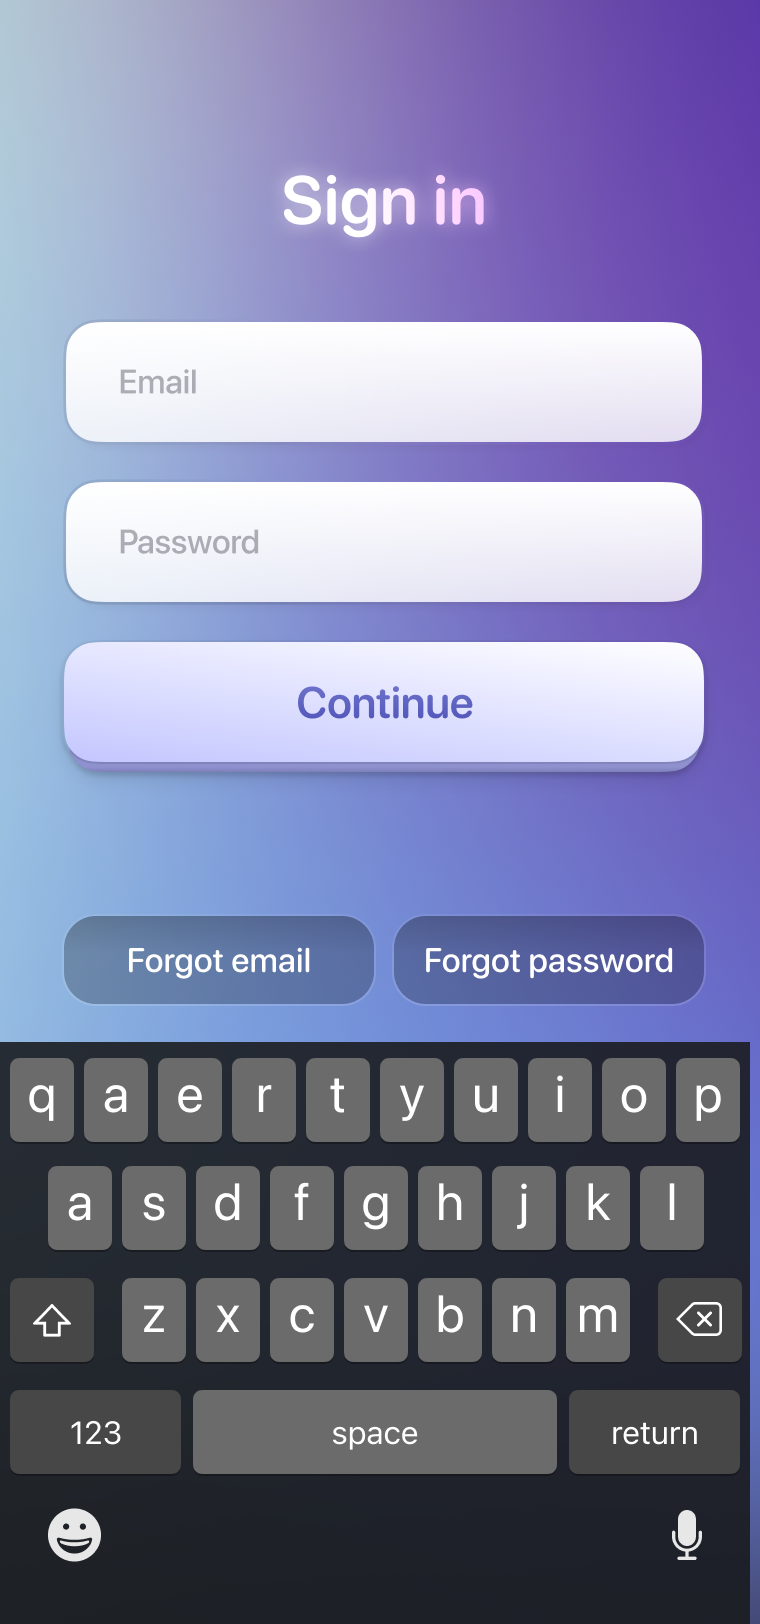 Sign in
Email
Password
Continue
Forgot email Forgot password
q a e r t y u i o p
a s d f g h j k l
z x c v b n m
123 space return